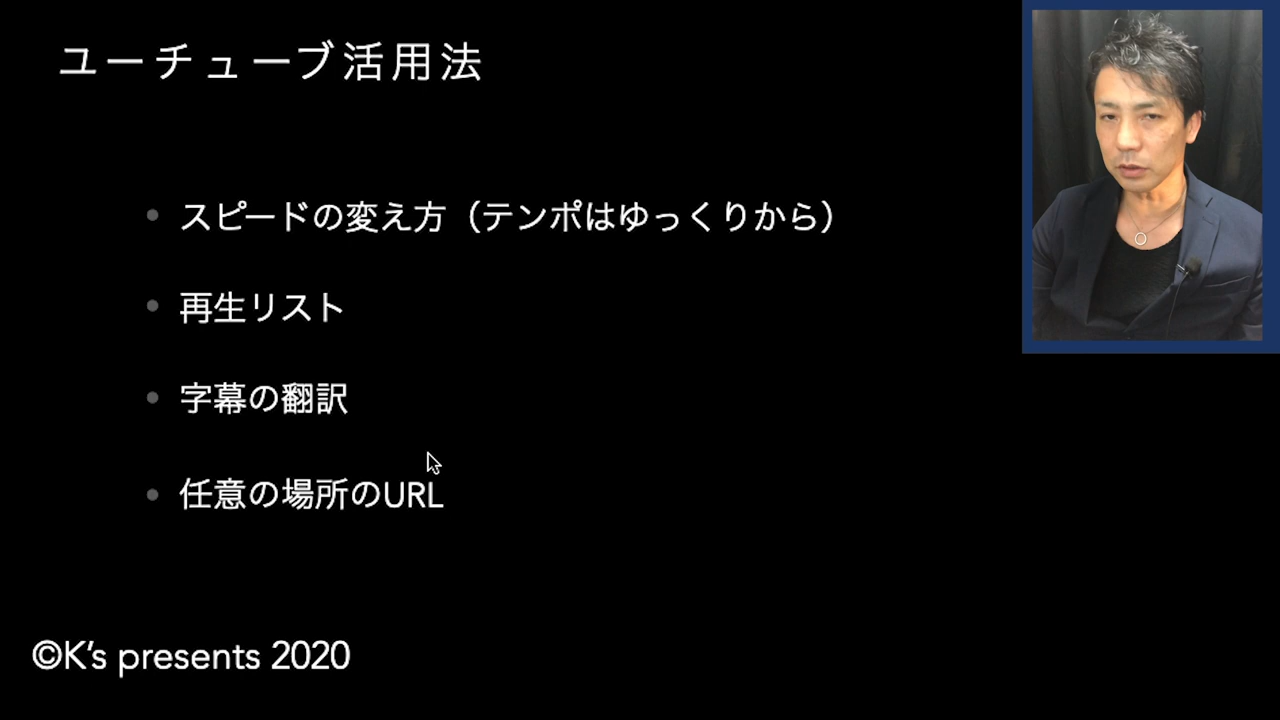 ユーチューブ活用法
• スピードの変え方（テンポはゆっくりから）
• 再生リスト
• 字幕の翻訳
• 任意の場所のURL
©K’s presents 2020